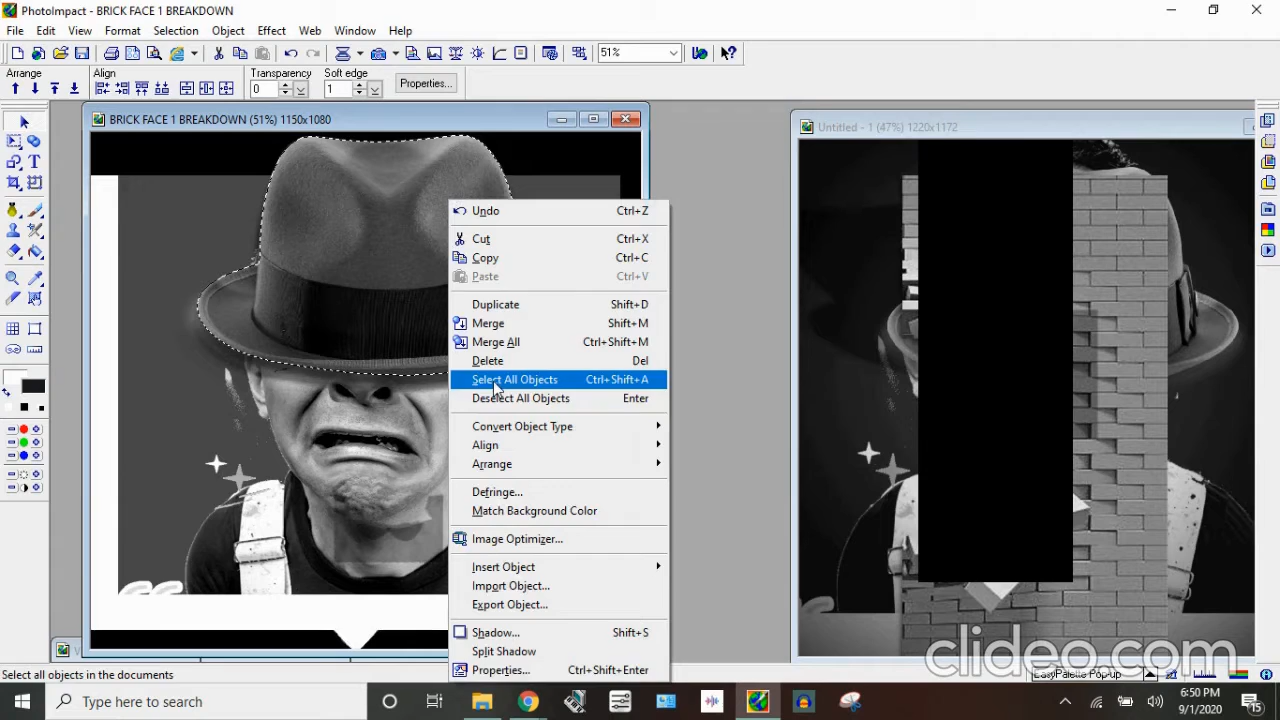 PhotoImpact - BRICK FACE 1 BREAKDOWN
File Edit View Format Selection Object Effect Web Window Help
51%
Arrange Align Transparency Soft edge
0 1 Properties...
BRICK FACE 1 BREAKDOWN (51%) 1150x1080
Untitled - 1 (47%) 1220x1172
Undo Ctrl+Z
Cut Ctrl+X
Copy Ctrl+C
Paste Ctrl+V
Duplicate Shift+D
Merge Shift+M
Merge All Ctrl+Shift+M
Delete Del
Select All Objects Ctrl+Shift+A
Deselect All Objects Enter
Convert Object Type
Align
Arrange
Defringe...
Match Background Color
Image Optimizer...
Insert Object
Import Object...
Export Object...
Shadow... Shift+S
Split Shadow
Properties... Ctrl+Shift+Enter
clideo.com
Select all objects in the documents
EasyPalette Popup
Type here to search
6:50 PM
9/1/2020
15